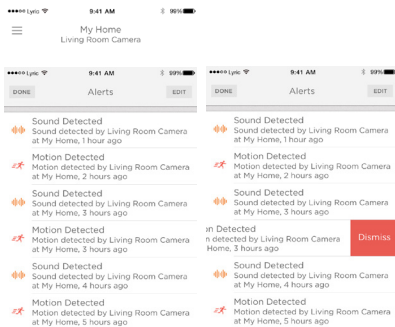 Lyric 9:41 AM 99%
My Home
Living Room Camera
Lyric 9:41 AM 99%
DONE Alerts EDIT
Sound Detected
Sound detected by Living Room Camera
at My Home, 1 hour ago
Motion Detected
Motion Detected by Living Room Camera
at My Home, 2 hours ago
Sound Detected
Sound detected by Living Room Camera
at My Home, 3 hours ago
Motion Detected
Motion detected by Living Room Camera
at My Home, 3 hours ago
Sound Detected
Sound detected by Living Room Camera
at My Home, 4 hours ago
Motion Detected
Motion detected by Living Room Camera
at My Home, 5 hours ago
Lyric 9:41 AM 99%
DONE Alerts EDIT
Sound Detected
Sound detected by Living Room Camera
at My Home, 1 hour ago
Motion Detected
Motion Detected by Living Room Camera
at My Home, 2 hours ago
Sound Detected
Sound detected by Living Room Camera
at My Home, 3 hours ago
on Detected
n detected by Living Room Camera
Home, 3 hours ago
Dismiss
Sound Detected
Sound detected by Living Room Camera
at My Home, 4 hours ago
Motion Detected
Motion detected by Living Room Camera
at My Home, 5 hours ago